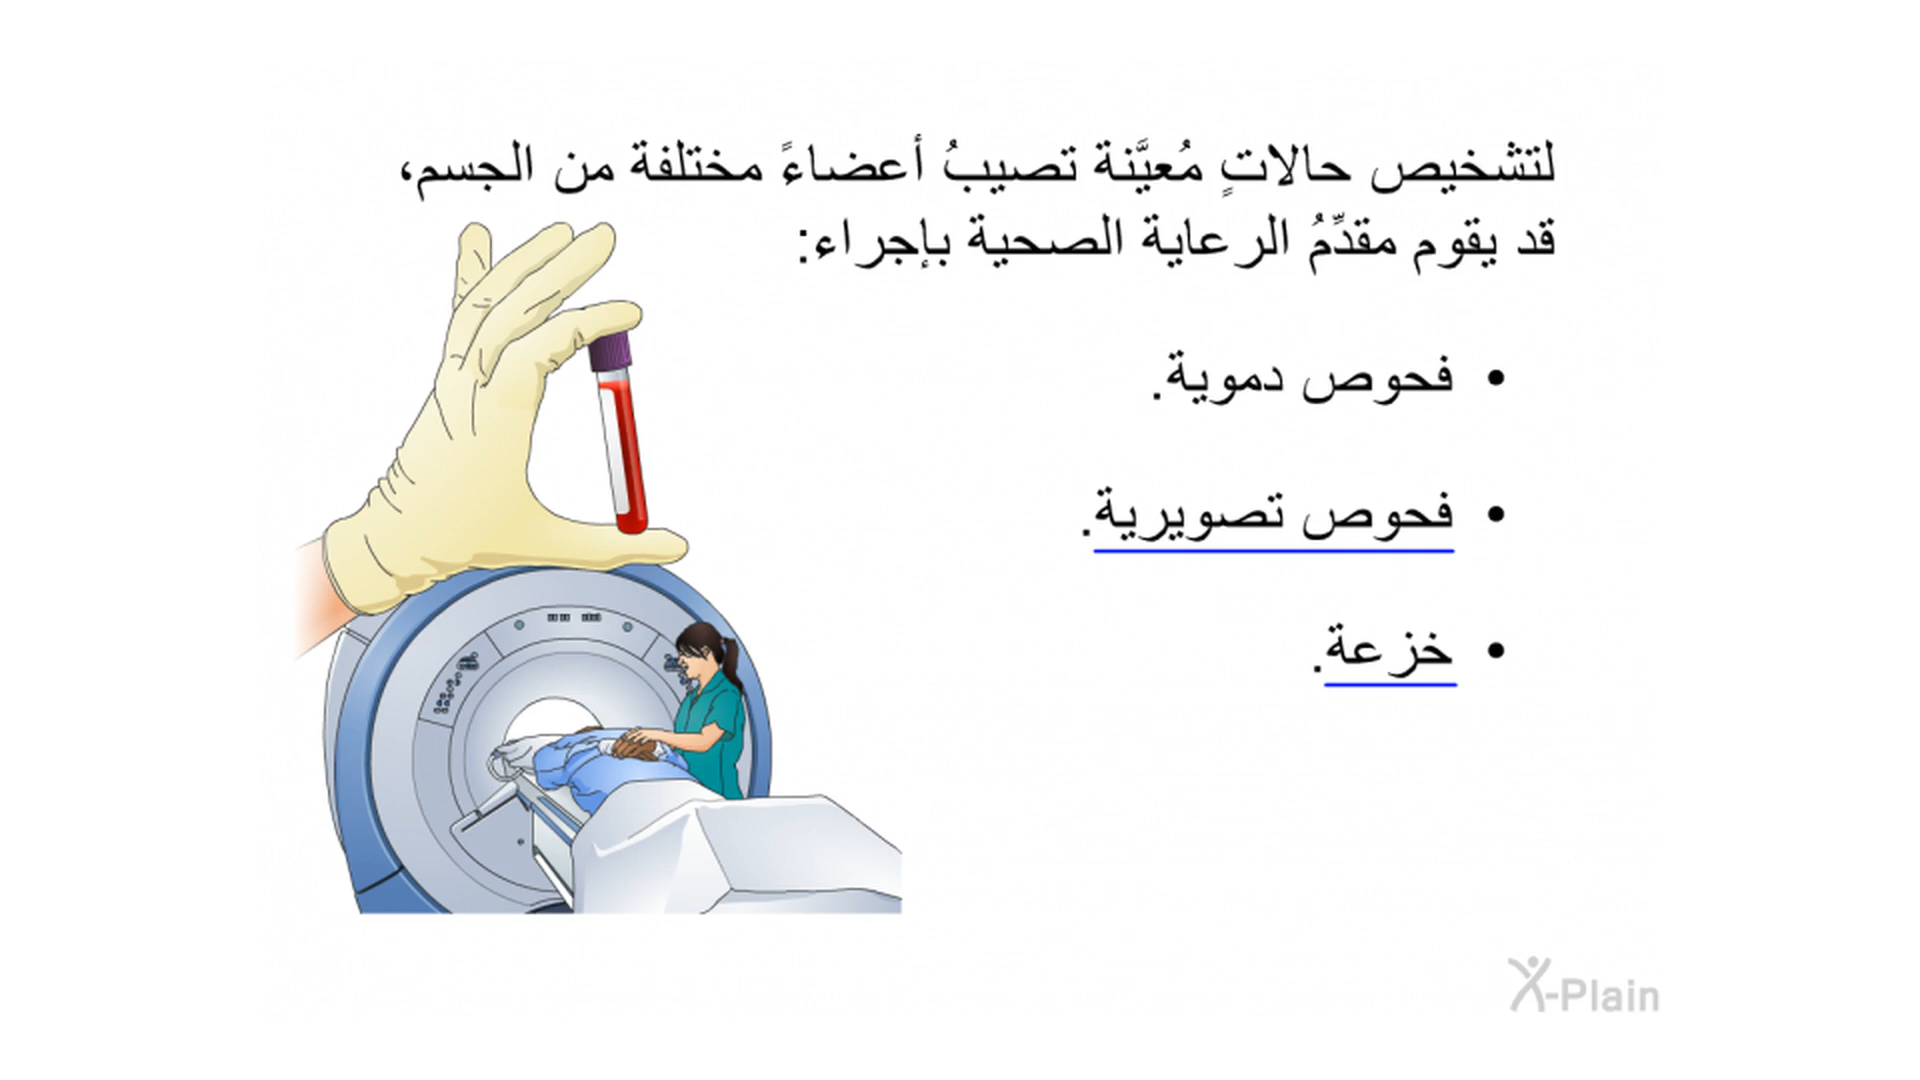 لتشخيص حالاتٍ مُعيَّنة تصيبُ أعضاءً مختلفة من الجسم،
قد يقوم مقدِّمُ الرعاية الصحية بإجراء:
• فحوص دموية.
• فحوص تصويرية.
• خزعة.
X-Plain